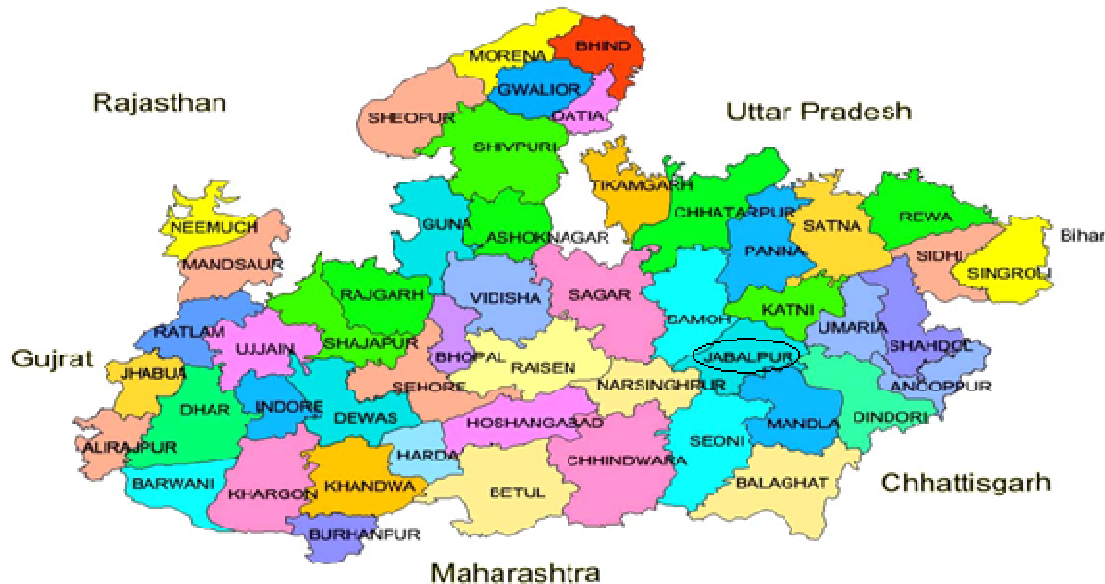 BHIND
MORENA
GWALIOR
Rajasthan
Uttar Pradesh
SHEOPUR
DATIA
SHIVPURI
TIKAMGARH
CHHATARPUR
SATNA
REWA
NEEMUCH
GUNA
ASHOKNAGAR
PANNA
Bihar
MANDSAUR
SIDHI
SINGROLI
RAJGARH
VIDISHA
SAGAR
KATNI
DAMOH
UMARIA
RATLAM
SHAJAPUR
UJJAIN
SHAHDOL
Gujrat
BHOPAL
RAISEN
JABALPUR
JHABUA
SEHORE
NARSINGHPUR
ANOOPPUR
DHAR
INDORE
DEWAS
HOSHANGABAD
MANDLA
DINDORI
ALIRAJPUR
SEONI
HARDA
CHHINDWARA
BARWANI
KHARGON
KHANDWA
BETUL
BALAGHAT
Chhattisgarh
BURHANPUR
Maharashtra